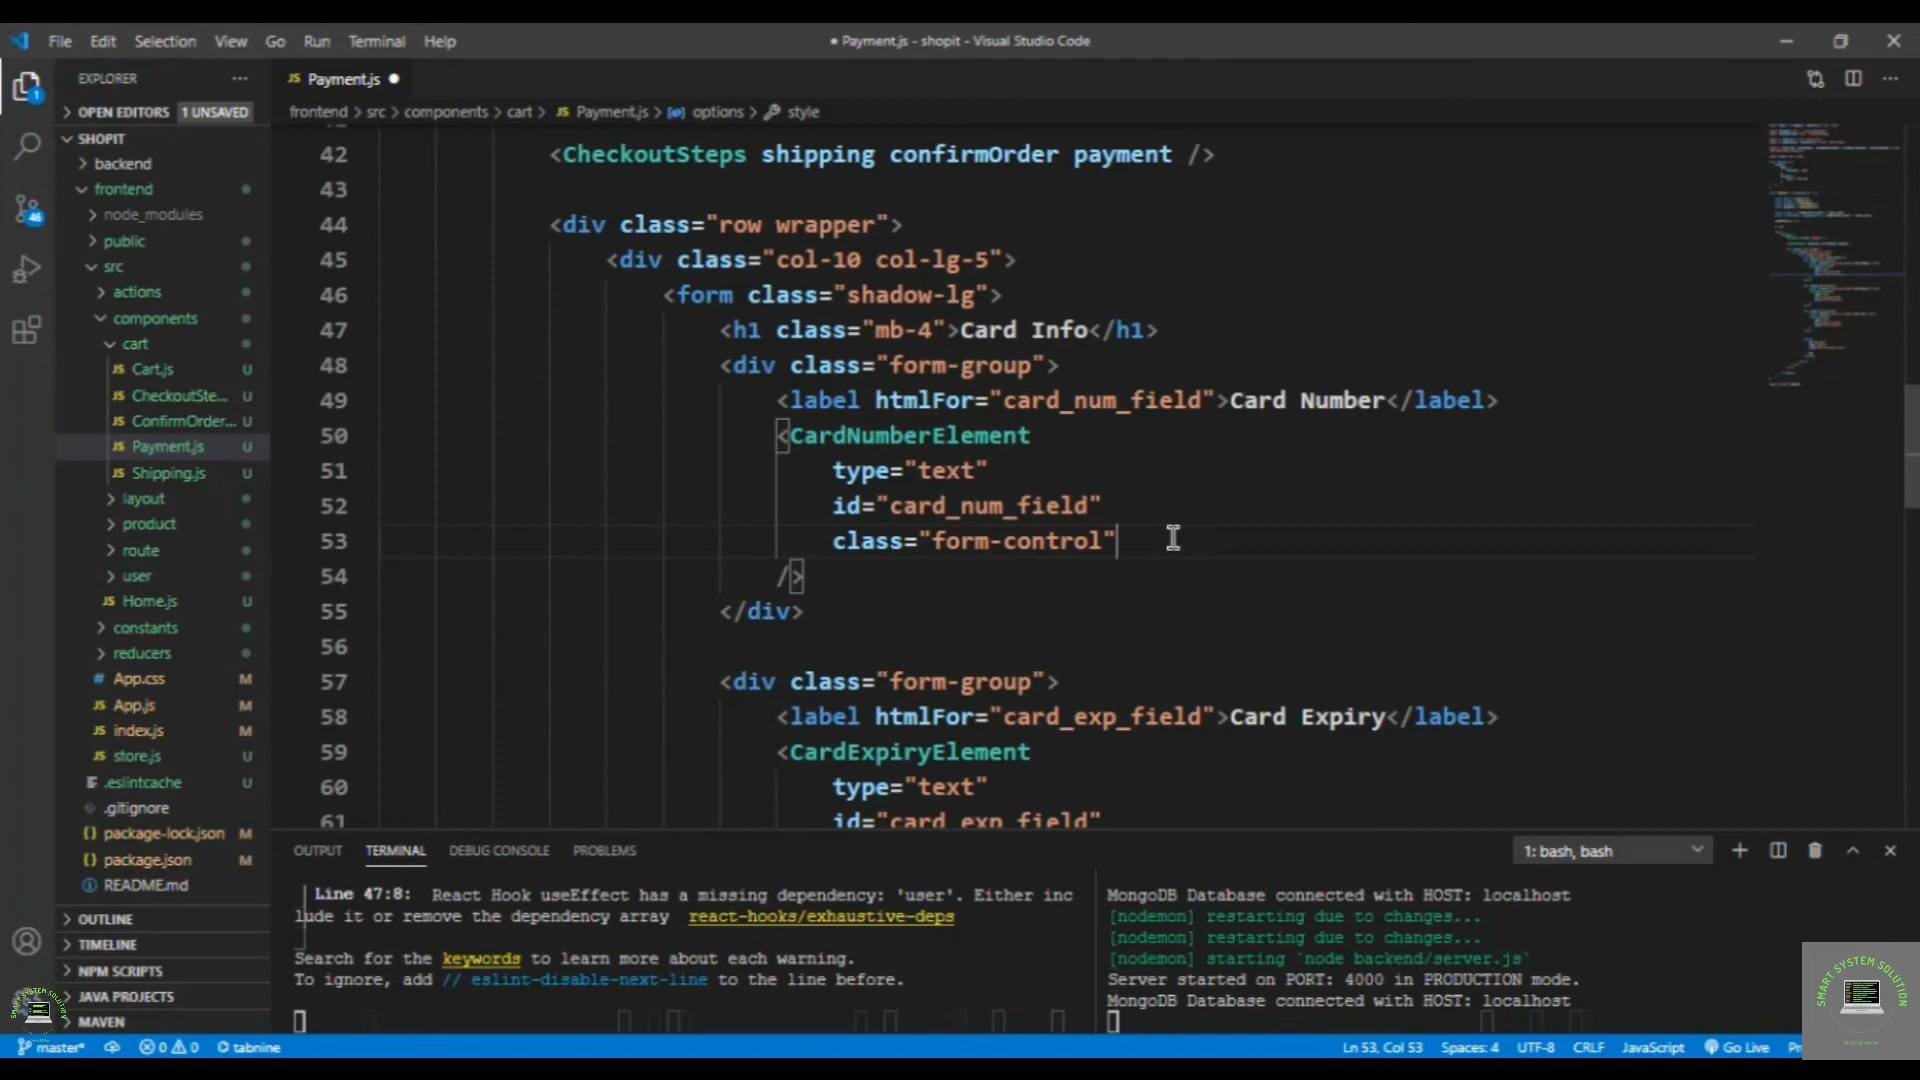 File Edit Selection View Go Run Terminal Help
● Payment.js - shopit - Visual Studio Code
EXPLORER ···
JS Payment.js ●
OPEN EDITORS 1 UNSAVED
frontend > src > components > cart > JS Payment.js > options > style
SHOPIT
backend
frontend
node_modules
public
src
actions
components
cart
JS Cart.js U
JS CheckoutSte... U
JS ConfirmOrder... U
JS Payment.js U
JS Shipping.js U
layout
product
route
user
JS Home.js U
constants
reducers
# App.css M
JS App.js M
JS index.js M
JS store.js U
.eslintcache U
.gitignore
{} package-lock.json M
{} package.json M
README.md
OUTLINE
TIMELINE
NPM SCRIPTS
JAVA PROJECTS
MAVEN
1
46
42 <CheckoutSteps shipping confirmOrder payment />
43
44 <div class="row wrapper">
45 <div class="col-10 col-lg-5">
46 <form class="shadow-lg">
47 <h1 class="mb-4">Card Info</h1>
48 <div class="form-group">
49 <label htmlFor="card_num_field">Card Number</label>
50 <CardNumberElement
51 type="text"
52 id="card_num_field"
53 class="form-control"
54 />
55 </div>
56
57 <div class="form-group">
58 <label htmlFor="card_exp_field">Card Expiry</label>
59 <CardExpiryElement
60 type="text"
61 id="card_exp_field"
OUTPUT TERMINAL DEBUG CONSOLE PROBLEMS
1: bash, bash
Line 47:8: React Hook useEffect has a missing dependency: 'user'. Either inc
lude it or remove the dependency array react-hooks/exhaustive-deps
Search for the keywords to learn more about each warning.
To ignore, add // eslint-disable-next-line to the line before.
MongoDB Database connected with HOST: localhost
[nodemon] restarting due to changes...
[nodemon] restarting due to changes...
[nodemon] starting `node backend/server.js`
Server started on PORT: 4000 in PRODUCTION mode.
MongoDB Database connected with HOST: localhost
SMART SYSTEM SOLUTION
SMART SYSTEM SOLUTION
master* 0 0 tabnine
Ln 53, Col 53 Spaces: 4 UTF-8 CRLF JavaScript Go Live